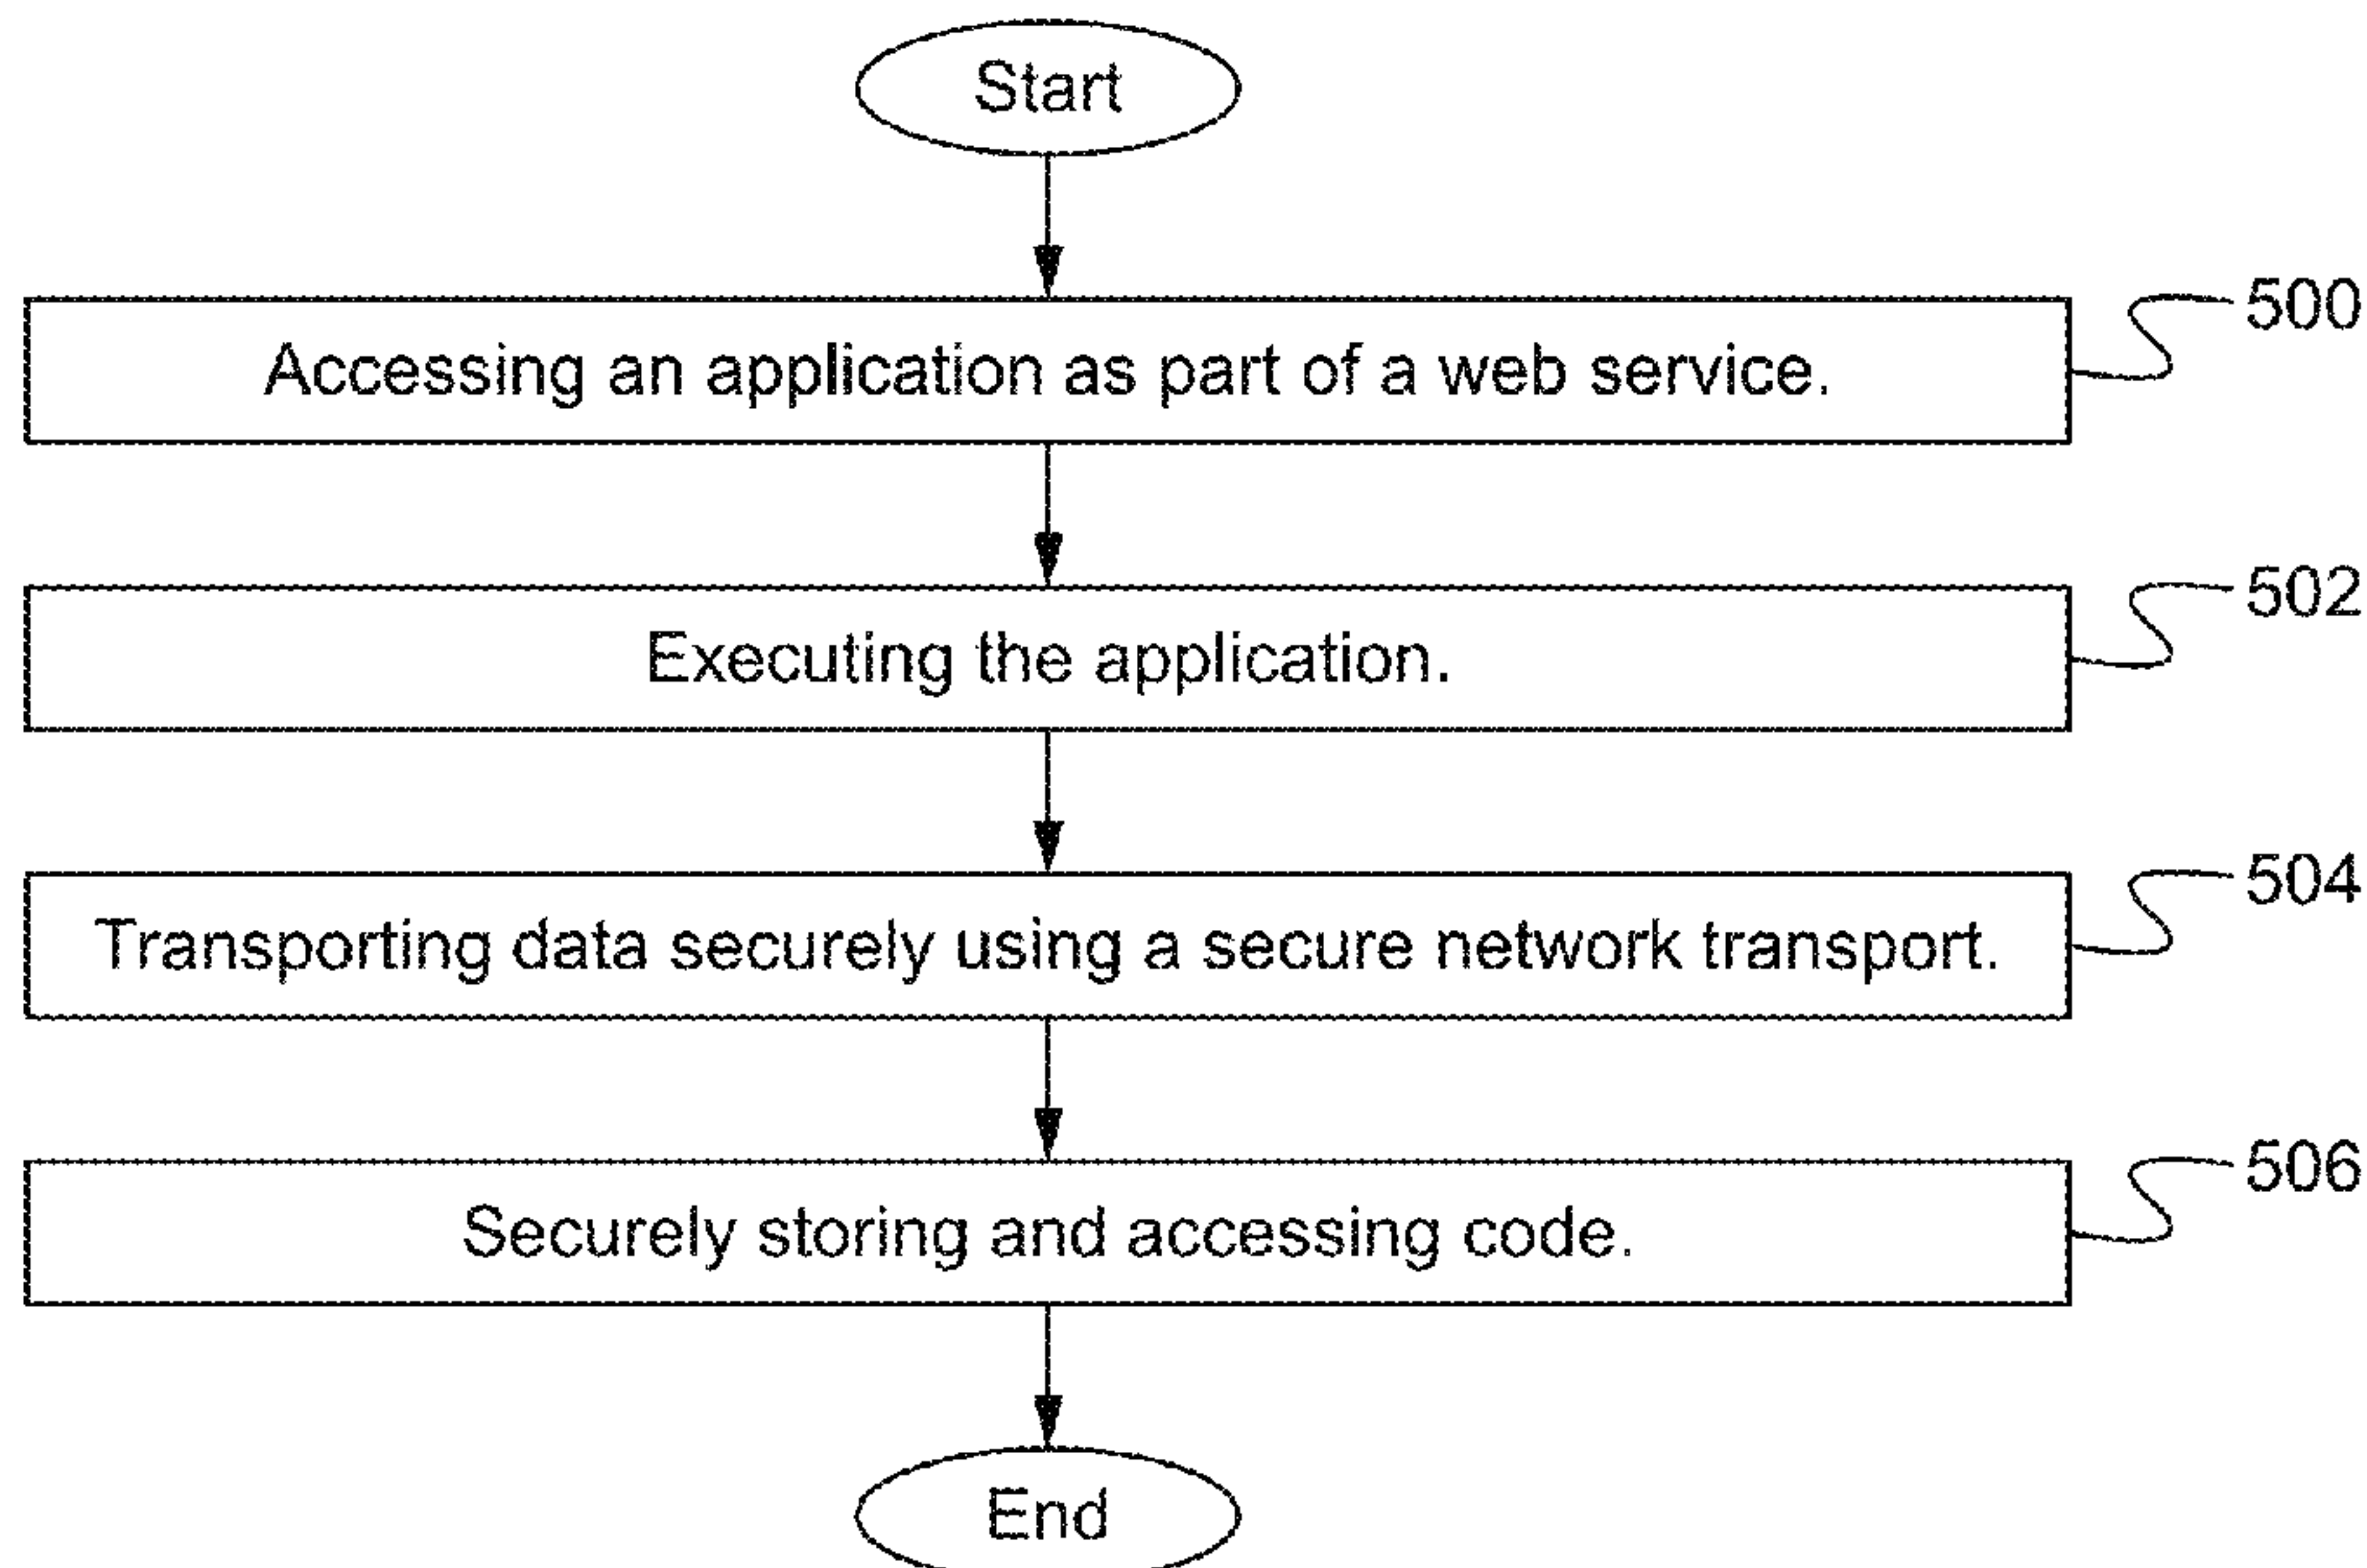 Start
500
Accessing an application as part of a web service.
502
Executing the application.
504
Transporting data securely using a secure network transport.
506
Securely storing and accessing code.
End